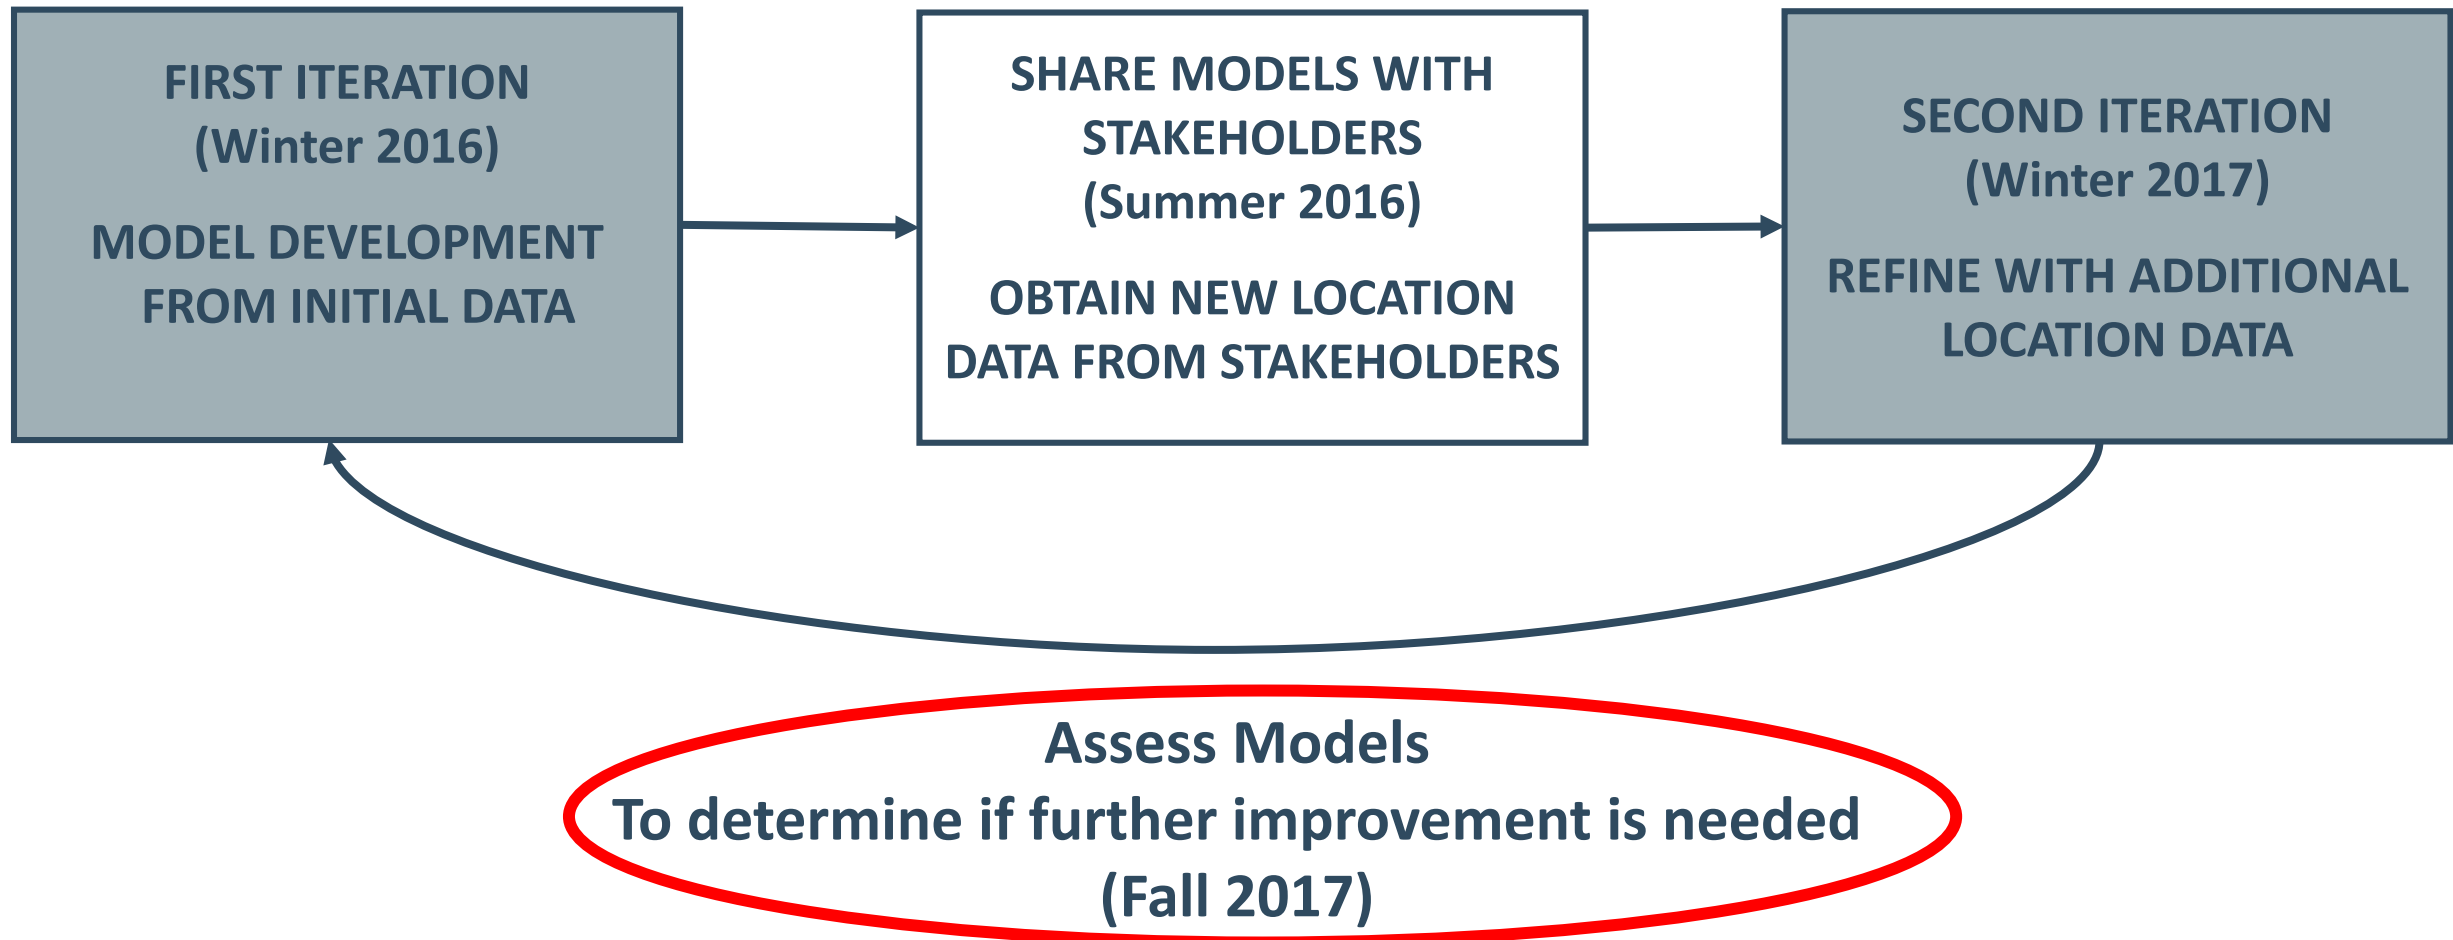 FIRST ITERATION
(Winter 2016)
MODEL DEVELOPMENT
FROM INITIAL DATA
SHARE MODELS WITH
STAKEHOLDERS
(Summer 2016)
OBTAIN NEW LOCATION
DATA FROM STAKEHOLDERS
SECOND ITERATION
(Winter 2017)
REFINE WITH ADDITIONAL
LOCATION DATA
Assess Models
To determine if further improvement is needed
(Fall 2017)